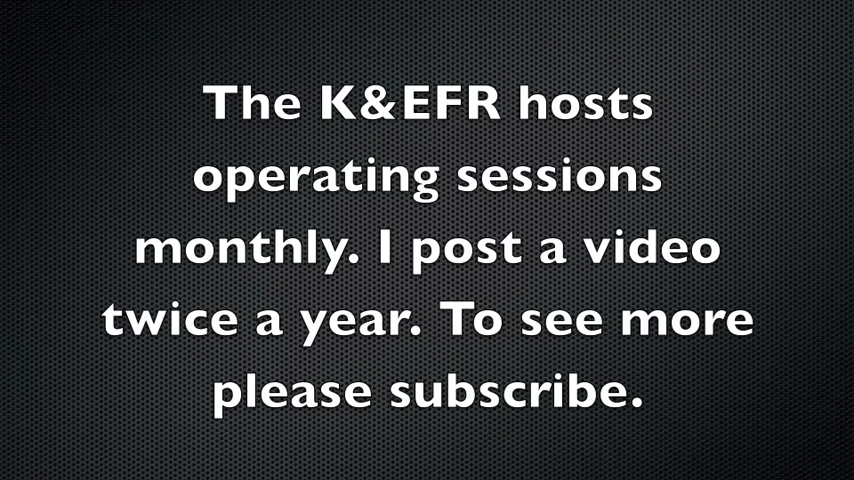 The K&EFR hosts
operating sessions
monthly. I post a video
twice a year. To see more
please subscribe.